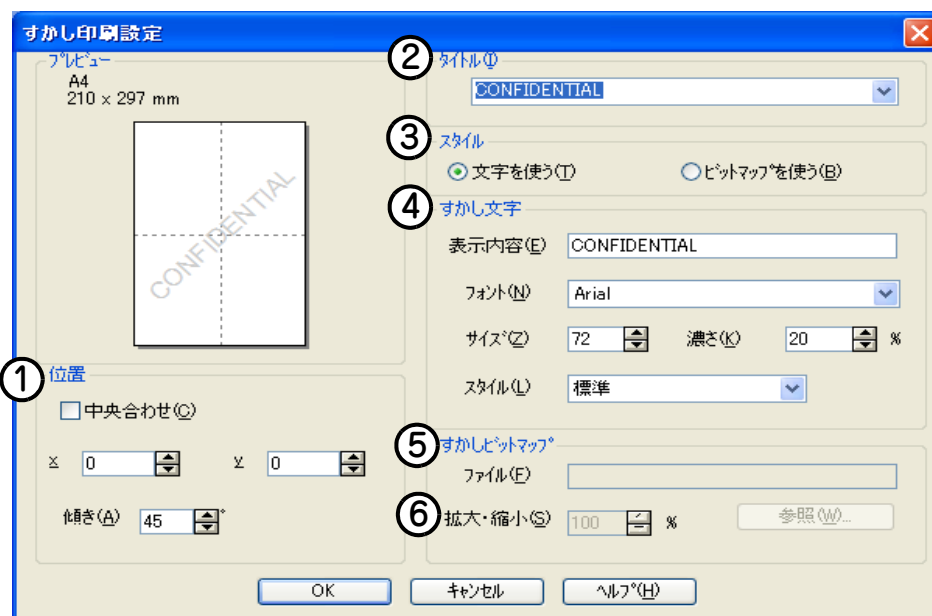 すかし印刷設定
プレビュー
A4
210 x 297 mm
CONFIDENTIAL
① 位置
中央合わせ(C)
X 0 Y 0
傾き(A) 45 °
② タイトル(I)
CONFIDENTIAL
③ スタイル
文字を使う(T) ビットマップを使う(B)
④ すかし文字
表示内容(E) CONFIDENTIAL
フォント(N) Arial
サイズ(Z) 72 濃さ(K) 20 %
スタイル(L) 標準
⑤ すかしビットマップ
ファイル(F)
⑥ 拡大・縮小(S) 100 % 参照(W)...
OK キャンセル ヘルプ(H)